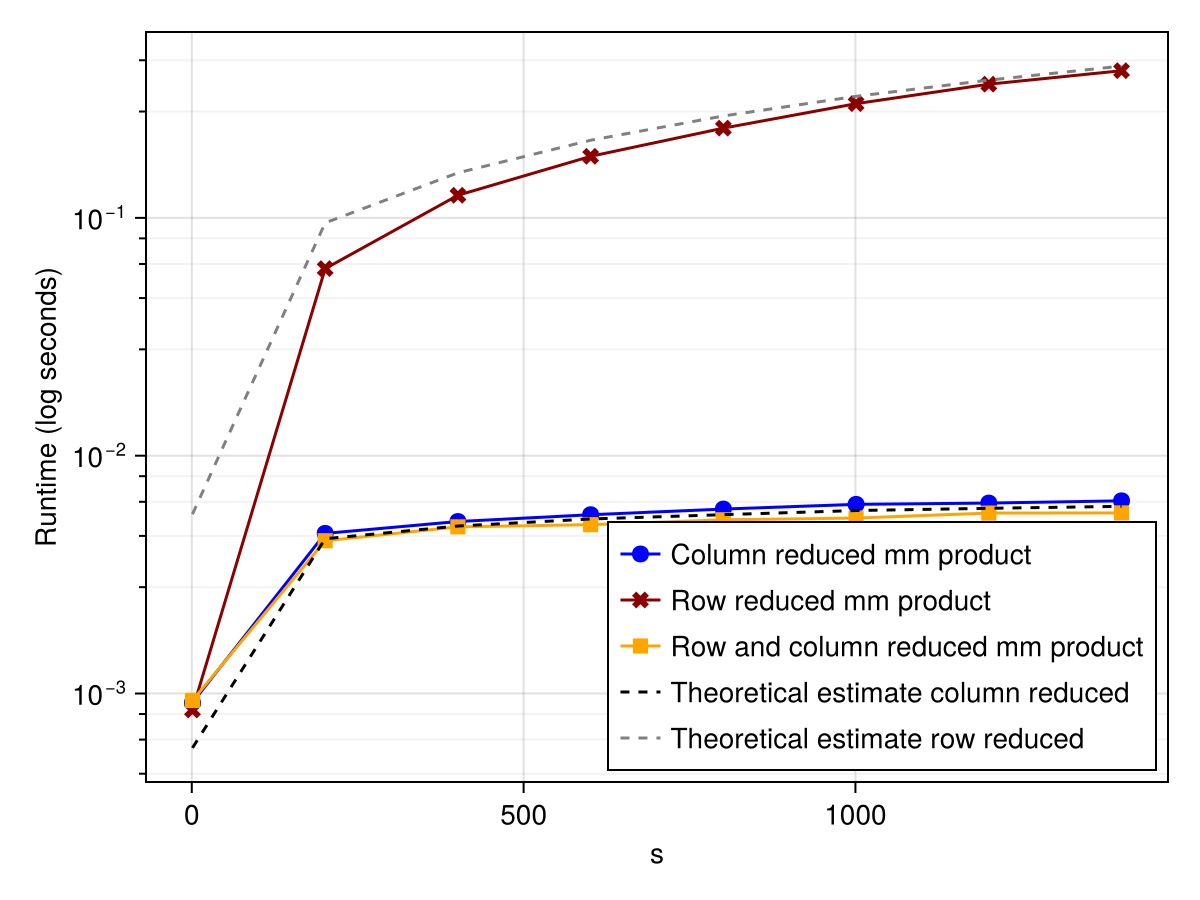 Runtime (log seconds)
10⁻¹
10⁻²
10⁻³
Column reduced mm product
Row reduced mm product
Row and column reduced mm product
Theoretical estimate column reduced
Theoretical estimate row reduced
0
500
1000
s